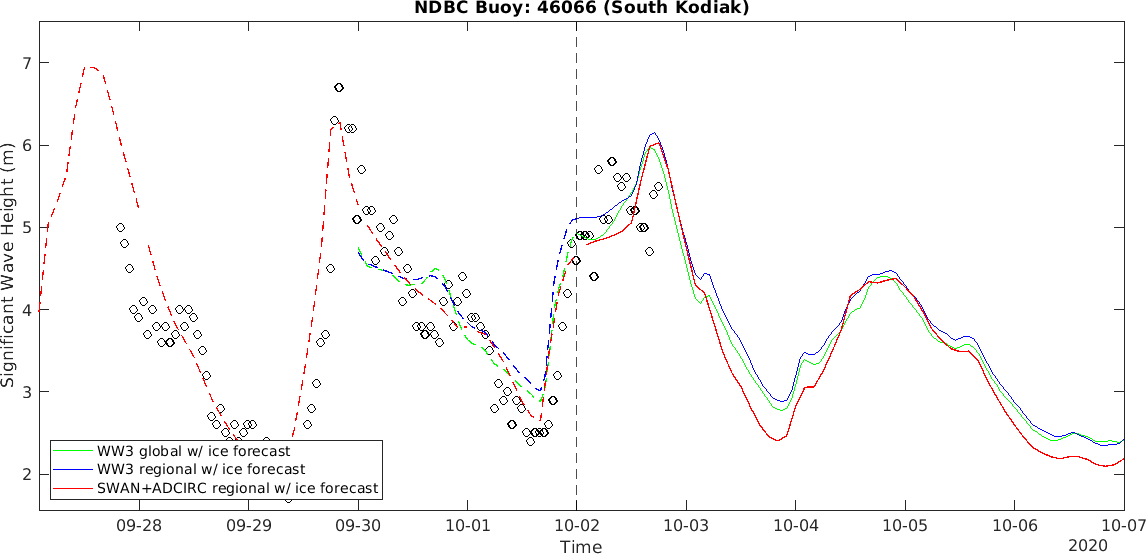 NDBC Buoy: 46066 (South Kodiak)
Significant Wave Height (m)
7
6
5
4
3
2
WW3 global w/ ice forecast
WW3 regional w/ ice forecast
SWAN+ADCIRC regional w/ ice forecast
09-28 09-29 09-30 10-01 10-02 10-03 10-04 10-05 10-06 10-07
Time
2020